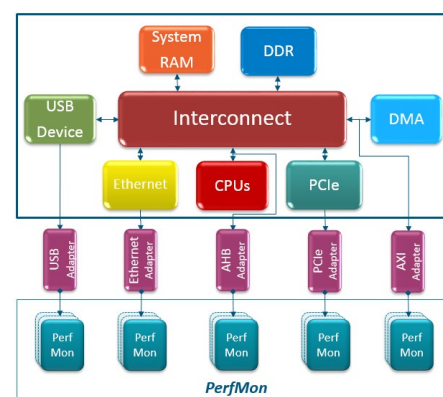 System
RAM
DDR
USB
Device
Interconnect
DMA
Ethernet
CPUs
PCIe
USB
Adapter
Ethernet
Adapter
AHB
Adapter
PCIe
Adapter
AXI
Adapter
Perf
Mon
Perf
Mon
Perf
Mon
Perf
Mon
Perf
Mon
PerfMon